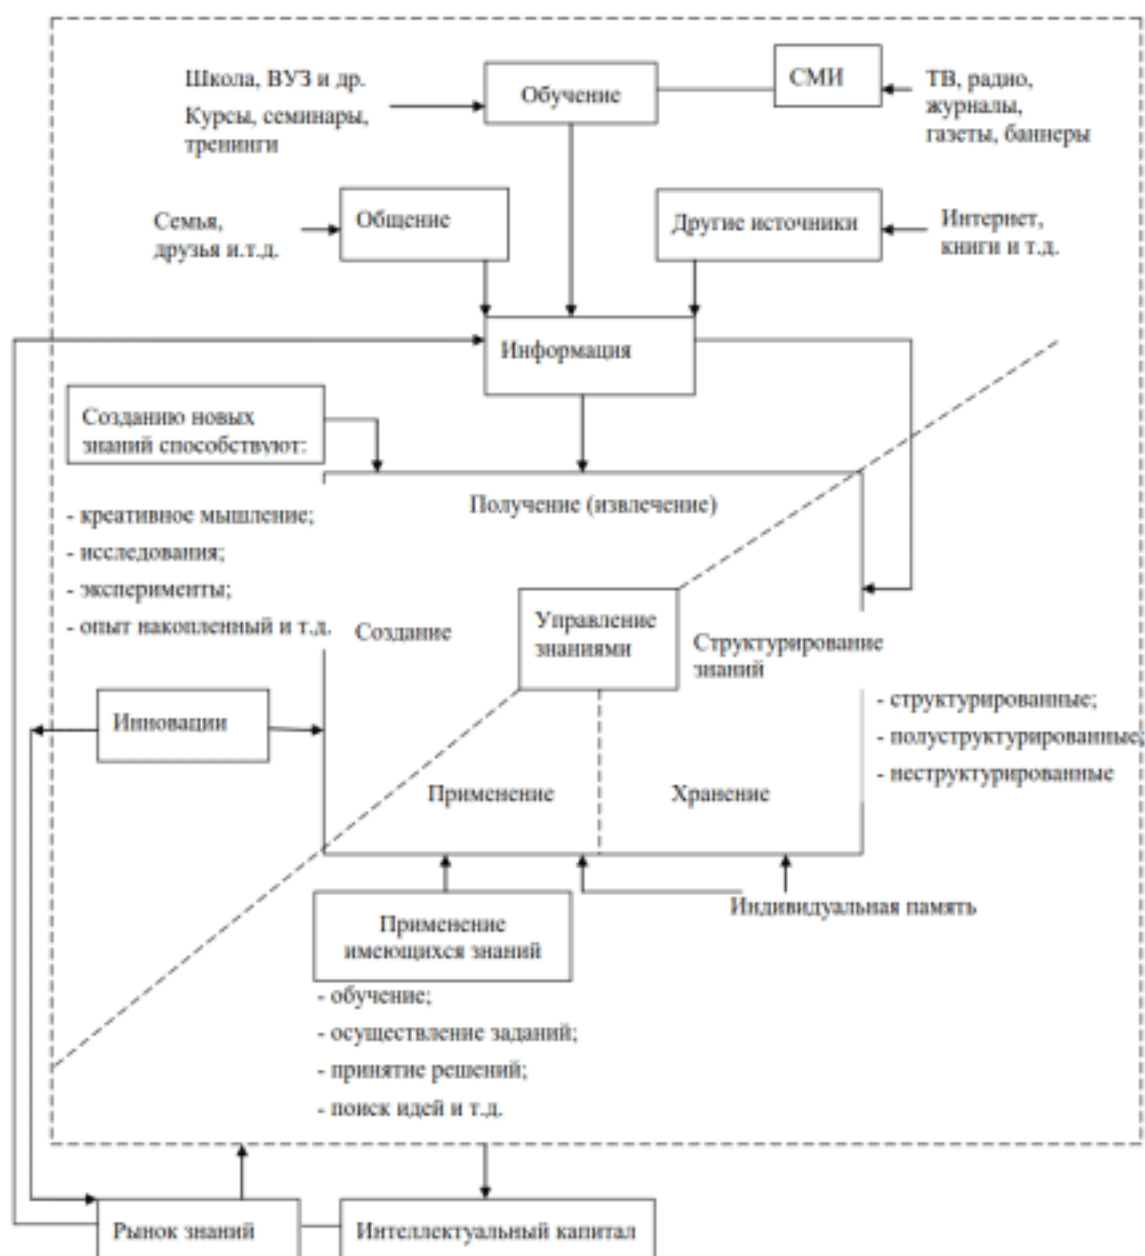 Школа, ВУЗ и др.
Курсы, семинары,
тренинги
Обучение
СМИ
ТВ, радио,
журналы,
газеты, баннеры
Семья,
друзья и.т.д.
Общение
Другие источники
Интернет,
книги и т.д.
Информация
Созданию новых
знаний способствуют:
- креативное мышление;
- исследования;
- эксперименты;
- опыт накопленный и т.д.
Получение (извлечение)
Создание
Управление
знаниями
Структурирование
знаний
- структурированные;
- полуструктурированные;
- неструктурированные
Инновации
Применение
Хранение
Применение
имеющихся знаний
Индивидуальная память
- обучение;
- осуществление заданий;
- принятие решений;
- поиск идей и т.д.
Рынок знаний
Интеллектуальный капитал